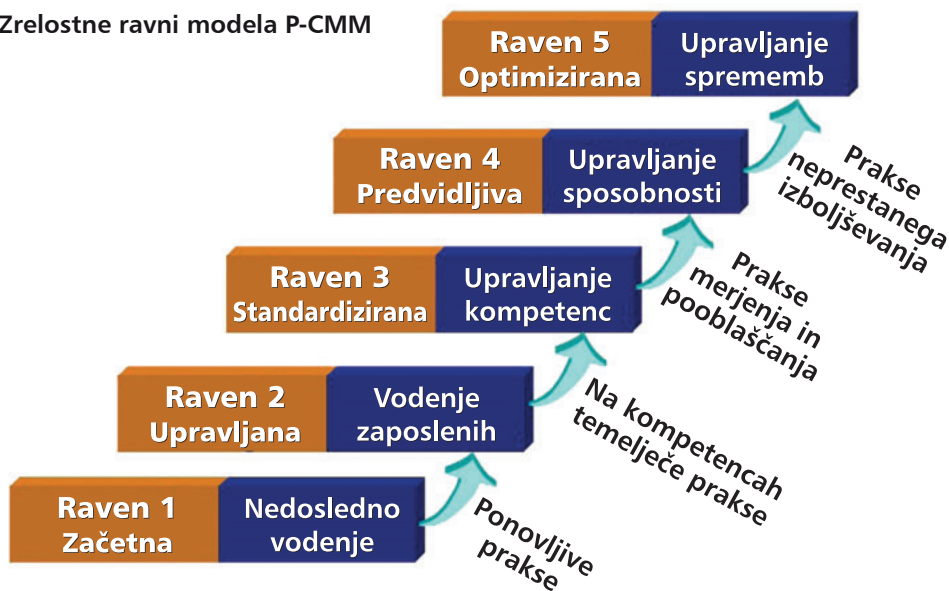 Zrelostne ravni modela P-CMM
Raven 5
Optimizirana
Upravljanje
sprememb
Raven 4
Predvidljiva
Upravljanje
sposobnosti
Prakse
neprestanega
izboljševanja
Raven 3
Standardizirana
Upravljanje
kompetenc
Prakse
merjenja in
pooblaščanja
Raven 2
Upravljana
Vodenje
zaposlenih
Na kompetencah
temelječe prakse
Raven 1
Začetna
Nedosledno
vodenje
Ponovljive
prakse